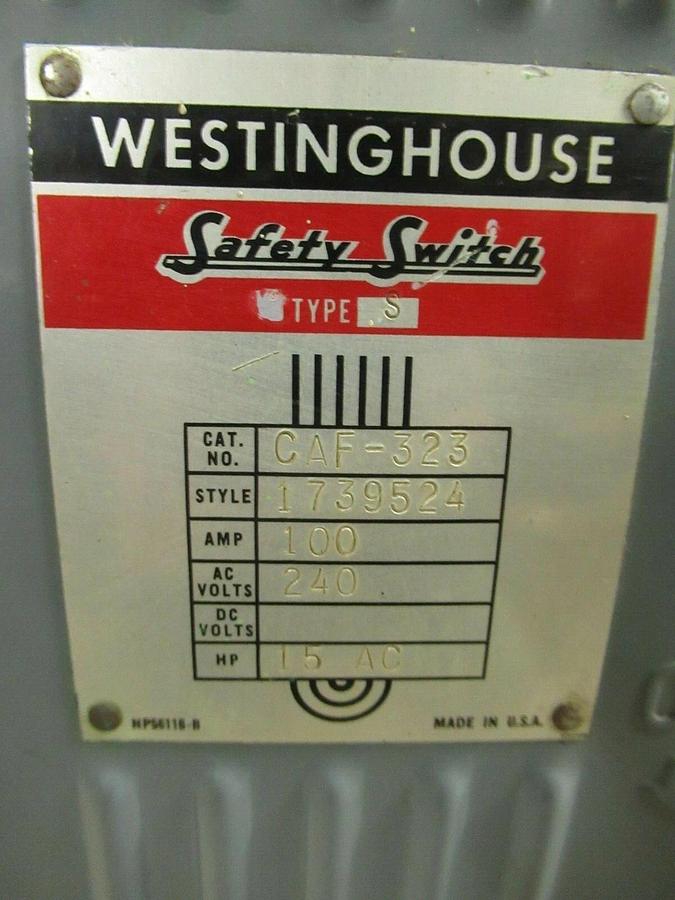 WESTINGHOUSE
Safety Switch
TYPE S
CAT. NO. CAF-323
STYLE 1739524
AMP 100
AC VOLTS 240
DC VOLTS
HP 15 AC
MADE IN U.S.A.